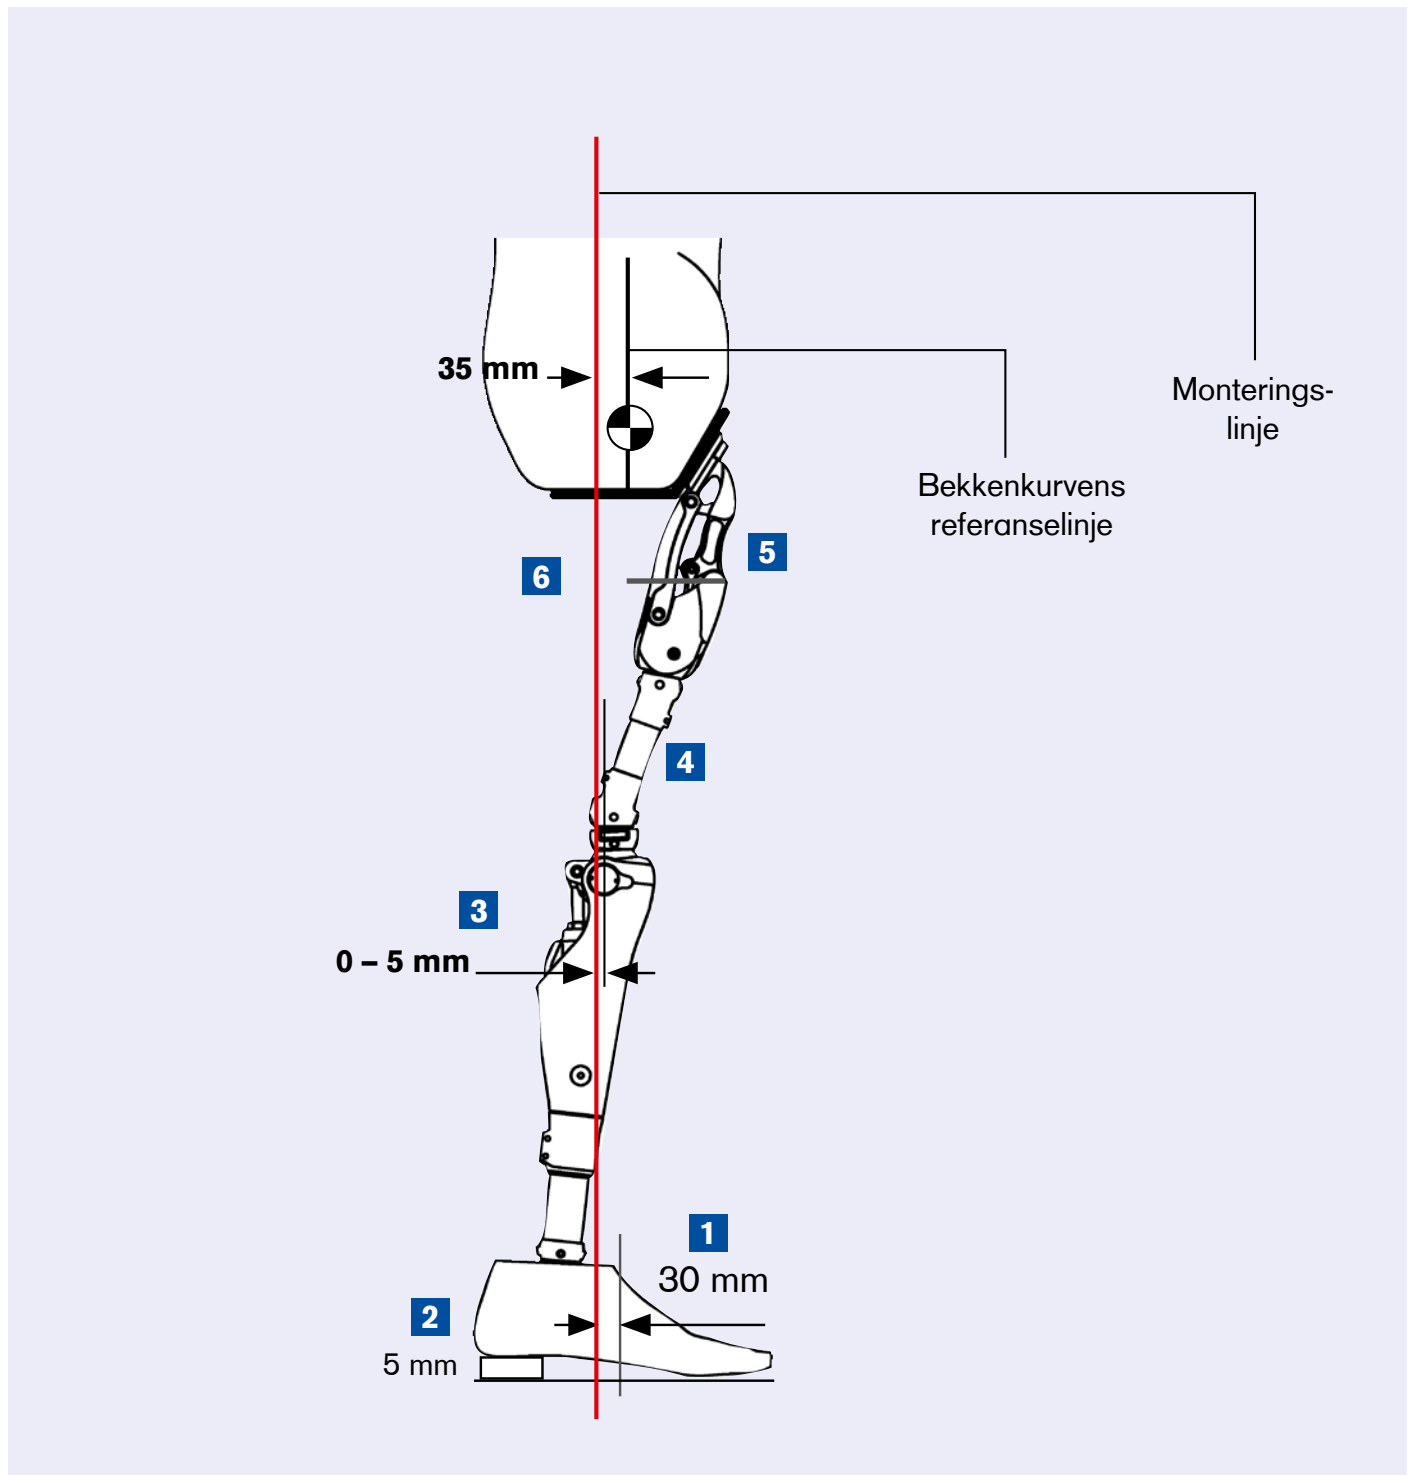 35 mm
Monterings-
linje
Bekkenkurvens
referanselinje
5
6
4
3
0 – 5 mm
1
30 mm
2
5 mm